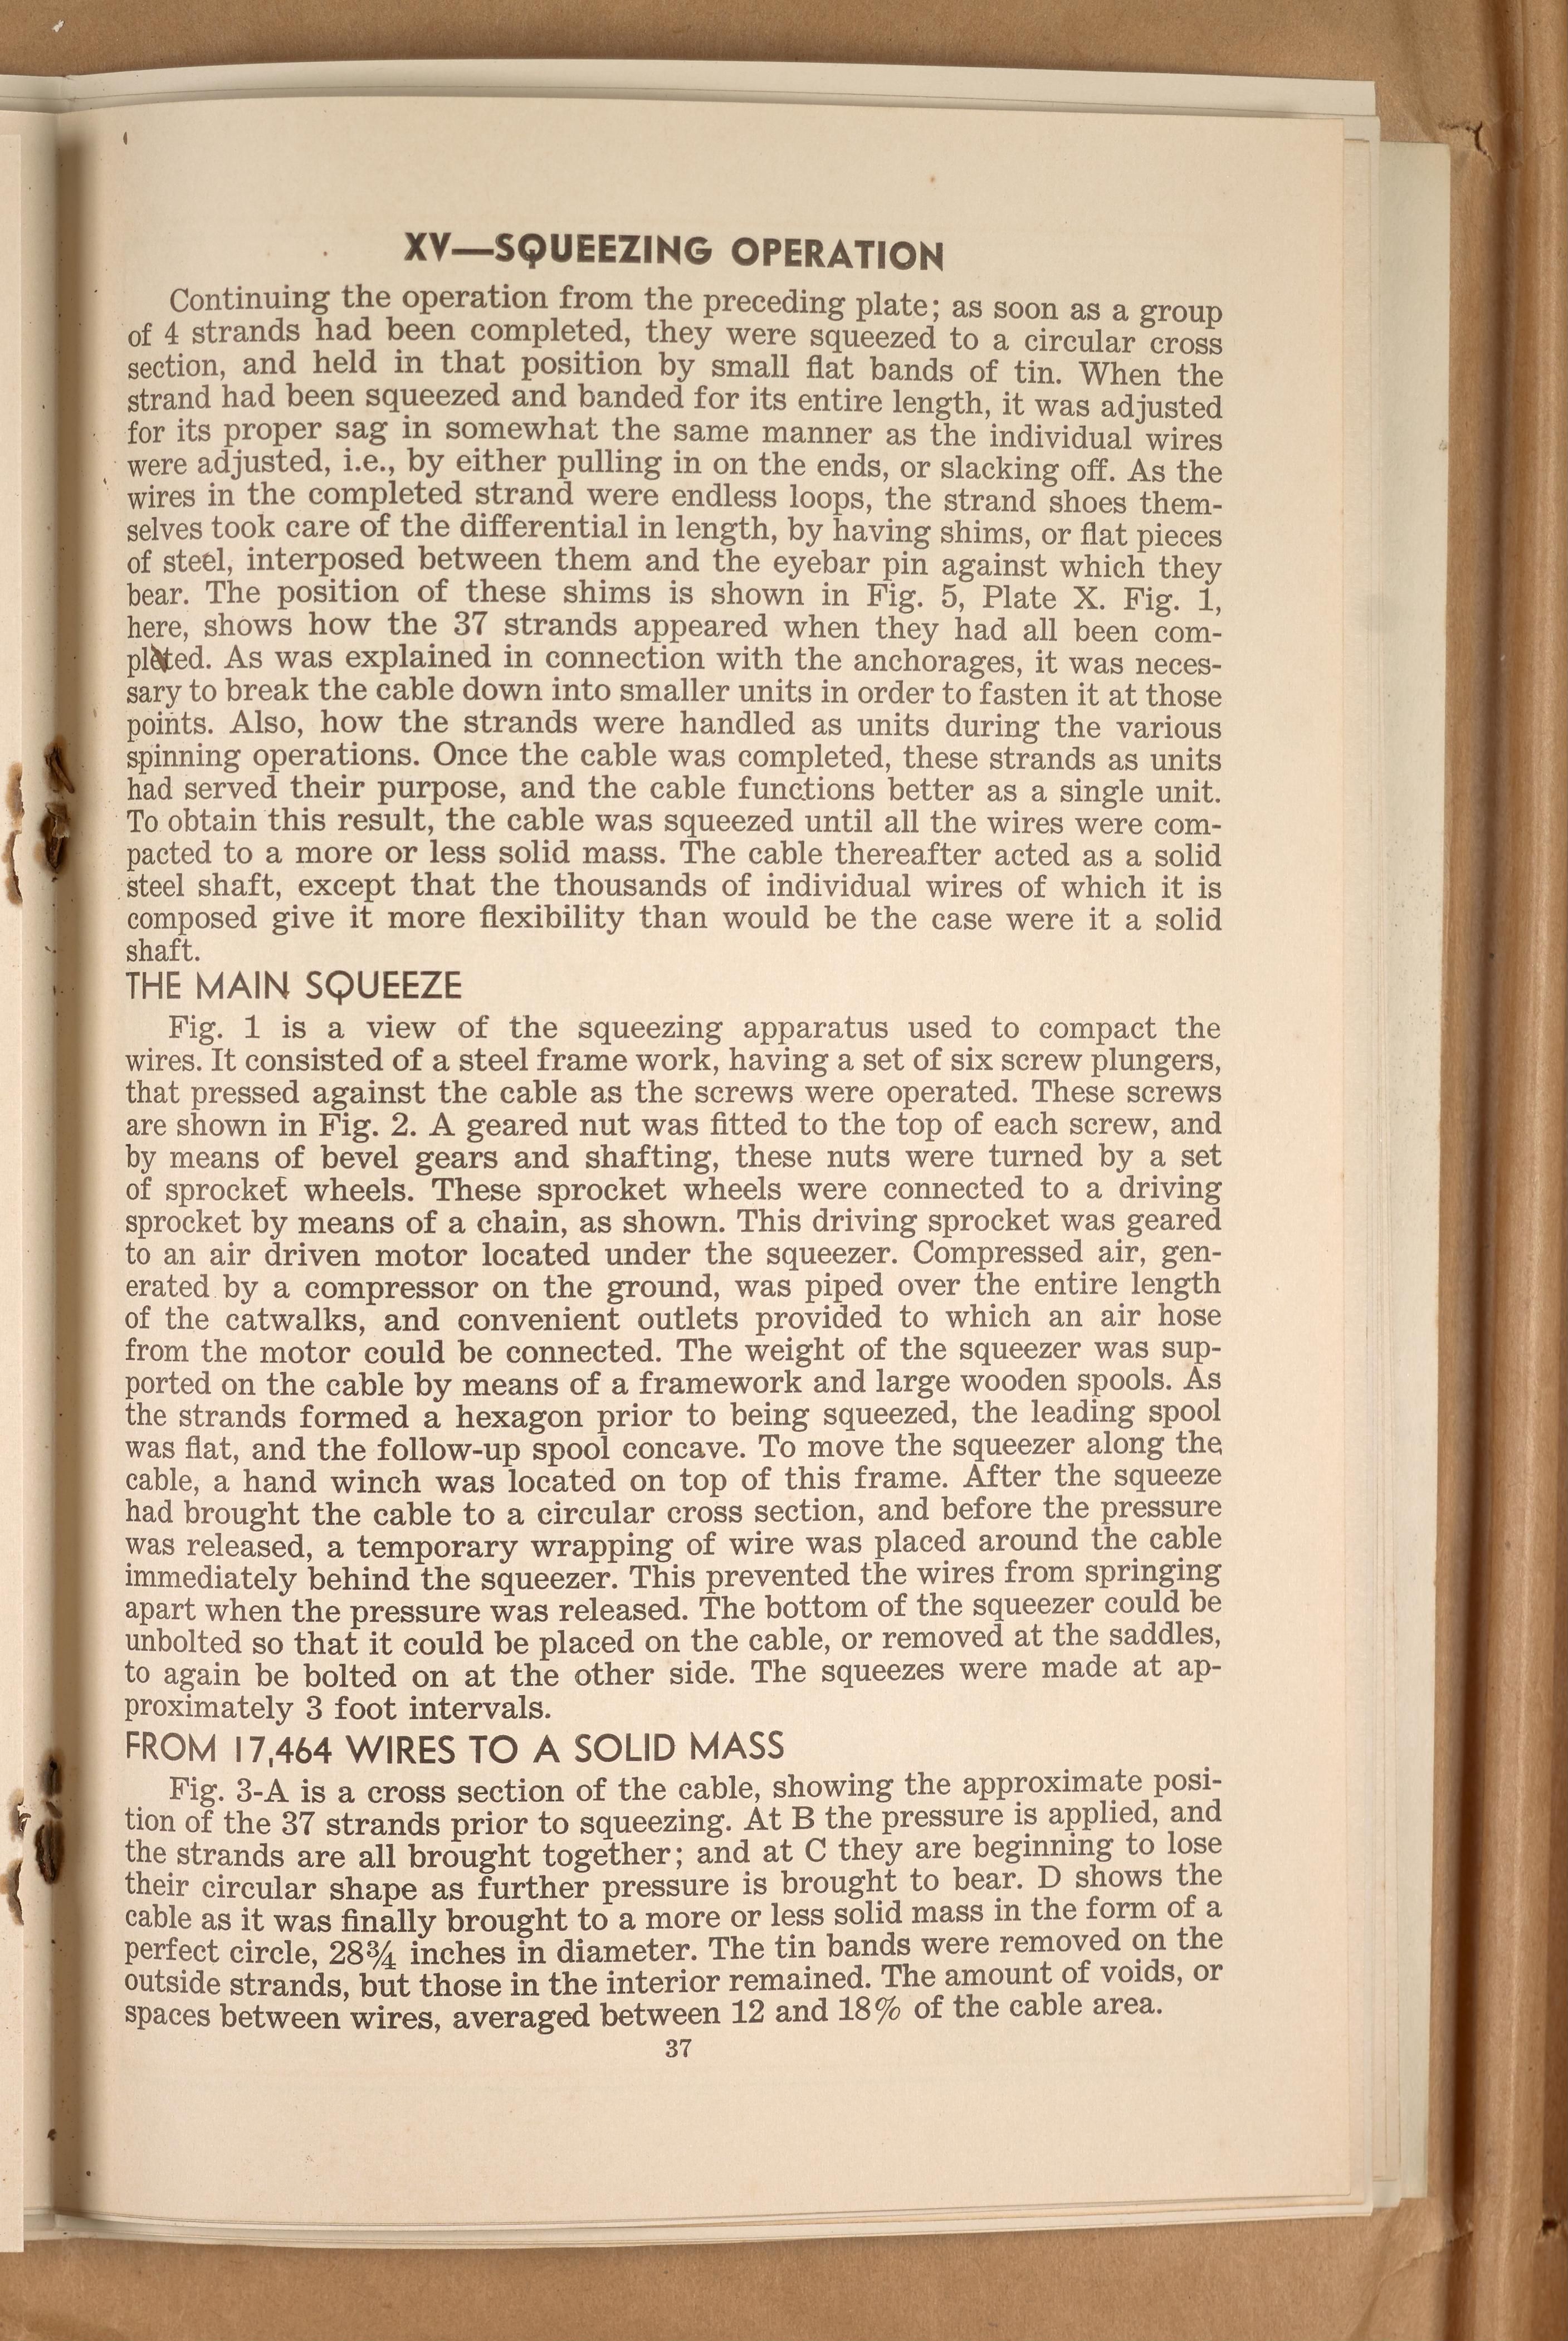 XV—SQUEEZING OPERATION
Continuing the operation from the preceding plate; as soon as a group
of 4 strands had been completed, they were squeezed to a circular cross
section, and held in that position by small flat bands of tin. When the
strand had been squeezed and banded for its entire length, it was adjusted
for its proper sag in somewhat the same manner as the individual wires
were adjusted, i.e., by either pulling in on the ends, or slacking off. As the
wires in the completed strand were endless loops, the strand shoes them-
selves took care of the differential in length, by having shims, or flat pieces
of steel, interposed between them and the eyebar pin against which they
bear. The position of these shims is shown in Fig. 5, Plate X. Fig. 1,
here, shows how the 37 strands appeared when they had all been com-
pleted. As was explained in connection with the anchorages, it was neces-
sary to break the cable down into smaller units in order to fasten it at those
points. Also, how the strands were handled as units during the various
spinning operations. Once the cable was completed, these strands as units
had served their purpose, and the cable functions better as a single unit.
To obtain this result, the cable was squeezed until all the wires were com-
pacted to a more or less solid mass. The cable thereafter acted as a solid
steel shaft, except that the thousands of individual wires of which it is
composed give it more flexibility than would be the case were it a solid
shaft.
THE MAIN SQUEEZE
Fig. 1 is a view of the squeezing apparatus used to compact the
wires. It consisted of a steel frame work, having a set of six screw plungers,
that pressed against the cable as the screws were operated. These screws
are shown in Fig. 2. A geared nut was fitted to the top of each screw, and
by means of bevel gears and shafting, these nuts were turned by a set
of sprocket wheels. These sprocket wheels were connected to a driving
sprocket by means of a chain, as shown. This driving sprocket was geared
to an air driven motor located under the squeezer. Compressed air, gen-
erated by a compressor on the ground, was piped over the entire length
of the catwalks, and convenient outlets provided to which an air hose
from the motor could be connected. The weight of the squeezer was sup-
ported on the cable by means of a framework and large wooden spools. As
the strands formed a hexagon prior to being squeezed, the leading spool
was flat, and the follow-up spool concave. To move the squeezer along the
cable, a hand winch was located on top of this frame. After the squeeze
had brought the cable to a circular cross section, and before the pressure
was released, a temporary wrapping of wire was placed around the cable
immediately behind the squeezer. This prevented the wires from springing
apart when the pressure was released. The bottom of the squeezer could be
unbolted so that it could be placed on the cable, or removed at the saddles,
to again be bolted on at the other side. The squeezes were made at ap-
proximately 3 foot intervals.
FROM 17,464 WIRES TO A SOLID MASS
Fig. 3-A is a cross section of the cable, showing the approximate posi-
tion of the 37 strands prior to squeezing. At B the pressure is applied, and
the strands are all brought together; and at C they are beginning to lose
their circular shape as further pressure is brought to bear. D shows the
cable as it was finally brought to a more or less solid mass in the form of a
perfect circle, 28¾ inches in diameter. The tin bands were removed on the
outside strands, but those in the interior remained. The amount of voids, or
spaces between wires, averaged between 12 and 18% of the cable area.
37